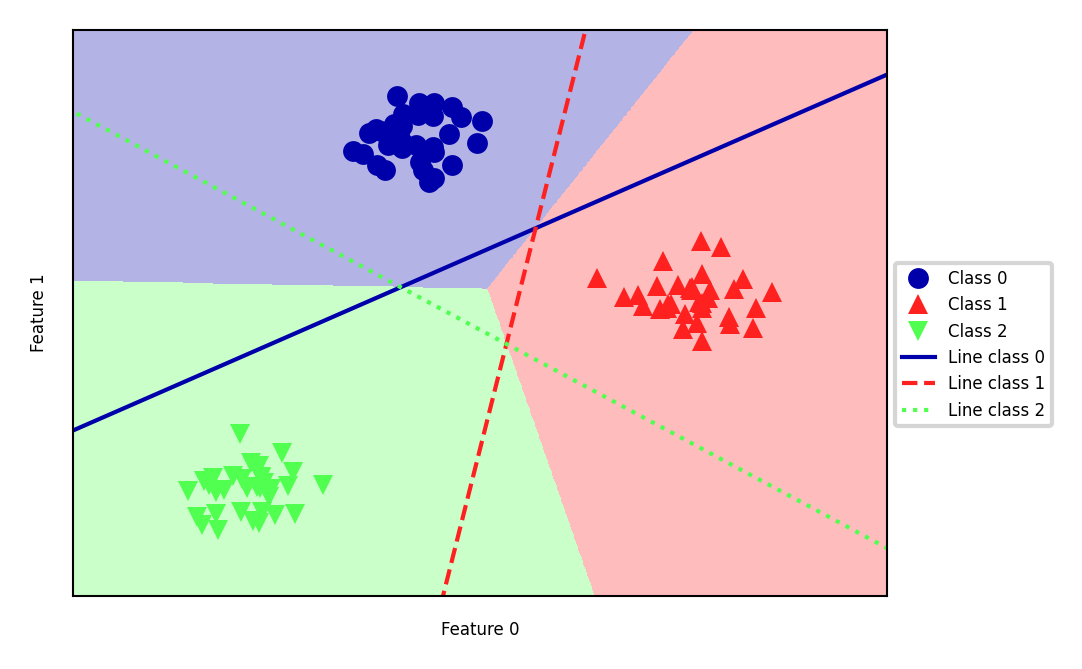 Feature 1
Feature 0
Class 0
Class 1
Class 2
Line class 0
Line class 1
Line class 2